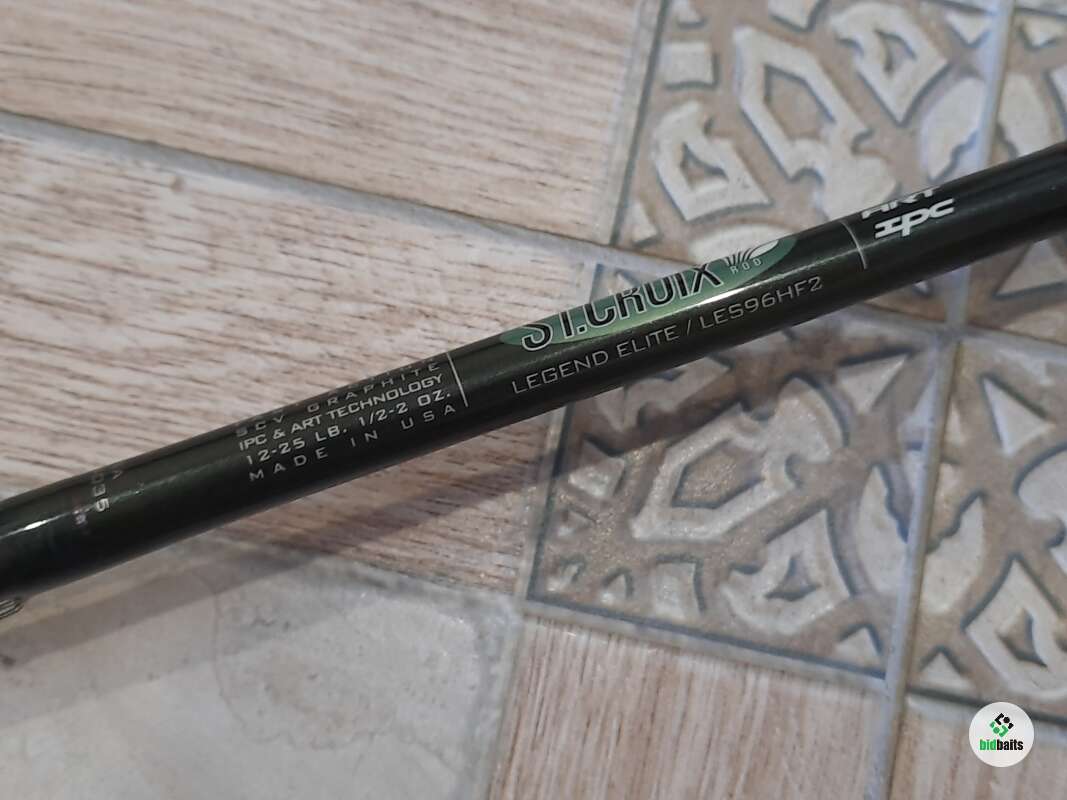 SCV GRAPHITE
IPC & ART TECHNOLOGY
12-25 LB. 1/2-2 OZ.
MADE IN USA
ST.CROIX
ROD
LEGEND ELITE / LES96HF2
ART
IPC
bidbaits